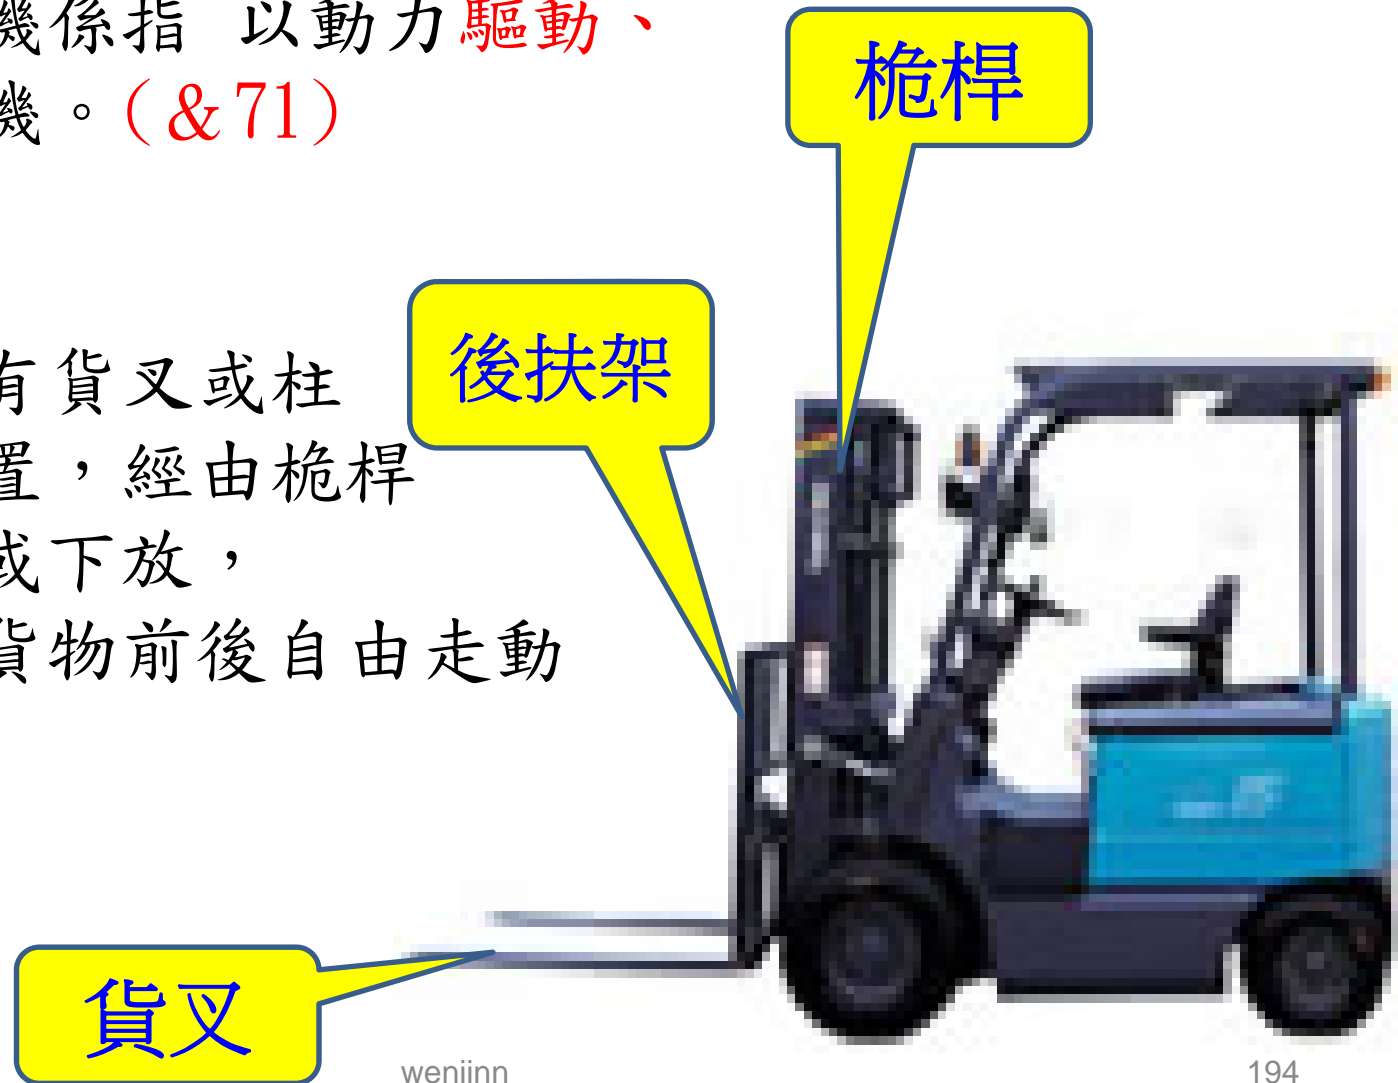 機係指 以動力驅動、
機。(&71)
桅桿
後扶架
有貨叉或柱
置，經由桅桿
或下放，
貨物前後自由走動
貨叉
weniinn
194